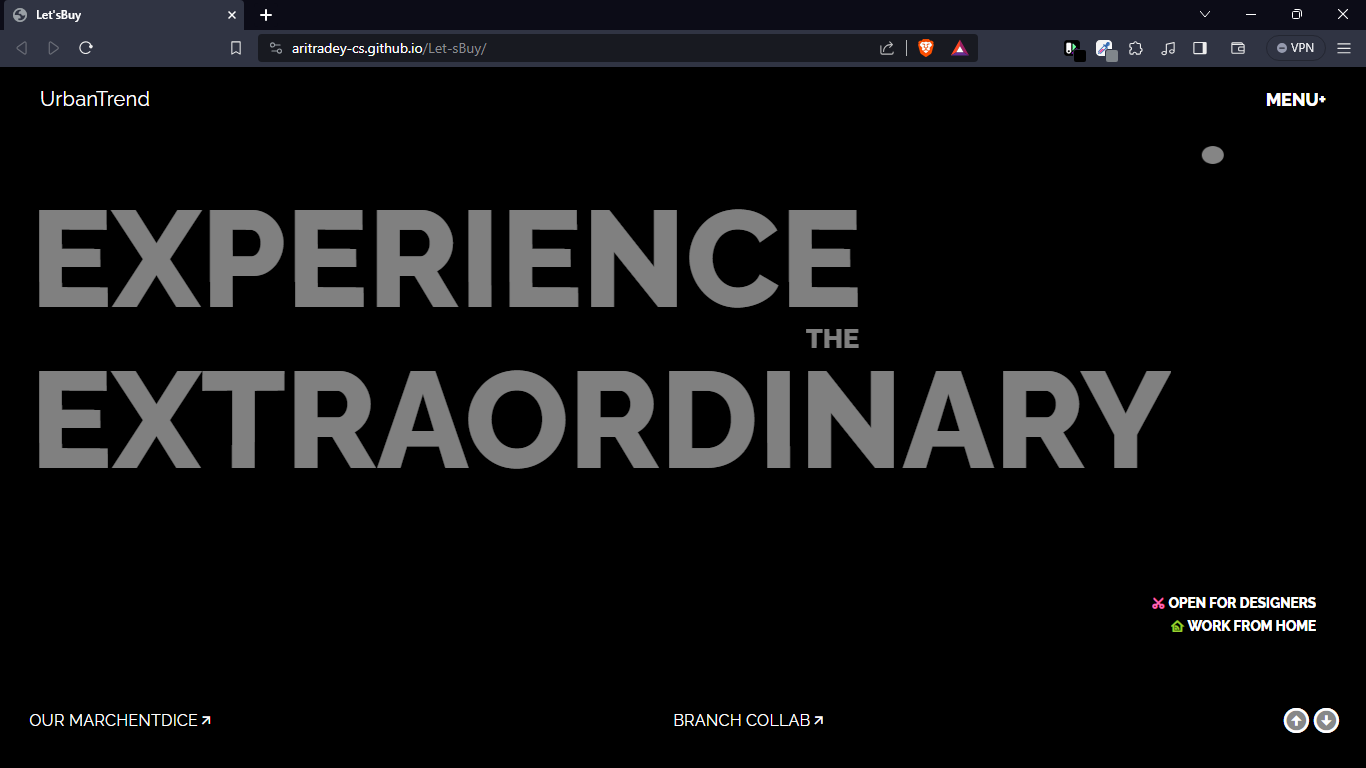 Let'sBuy
aritradey-cs.github.io/Let-sBuy/
VPN
UrbanTrend
MENU+
EXPERIENCE
THE
EXTRAORDINARY
OPEN FOR DESIGNERS
WORK FROM HOME
OUR MARCHENTDICE
BRANCH COLLAB